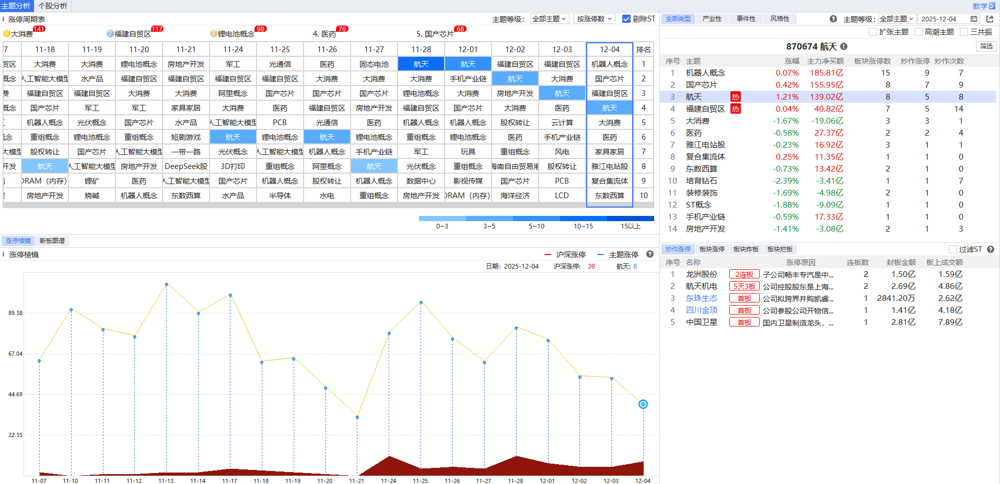 主题分析 个股分析 教学
涨停周期表 主题等级: 全部主题 按涨停数 剔除ST
大消费 141 福建自贸区 117 锂电池概念 98 4. 医药 76 5. 国产芯片 68
7 11-18 11-19 11-20 11-21 11-24 11-25 11-26 11-27 11-28 12-01 12-02 12-03 12-04 排名
贸区 大消费 大消费 锂电池概念 房地产开发 军工 光通信 医药 固态电池 航天 航天 福建自贸区 福建自贸区 机器人概念 1
概念 人工智能大模型 水产品 福建自贸区 福建自贸区 福建自贸区 福建自贸区 大消费 大消费 大消费 手机产业链 航天 大消费 国产芯片 2
费 福建自贸区 福建自贸区 大消费 大消费 阿里概念 国产芯片 国产芯片 国产芯片 锂电池概念 大消费 房地产开发 航天 福建自贸区 3
概念 国产芯片 军工 军工 家具家居 大消费 医药 福建自贸区 房地产开发 福建自贸区 国产芯片 大消费 医药 航天 4
机器人概念 光伏概念 国产芯片 水产品 人工智能大模型 PCB 光通信 医药 机器人概念 机器人概念 股权转让 云计算 大消费 5
概念 重组概念 锂电池概念 重组概念 短剧游戏 航天 锂电池概念 航天 锂电池概念 重组概念 锂电池概念 医药 手机产业链 医药 6
大模型 股权转让 国产芯片 人工智能大模型 一带一路 光伏概念 人工智能大模型 机器人概念 手机产业链 军工 玩具 重组概念 风电 家具家居 7
开发 航天 人工智能大模型 房地产开发 DeepSeek股 3D打印 重组概念 阿里概念 航天 光伏概念 重组概念 海南自由贸易港 股权转让 雅江电站股 8
DRAM（内存） 锂矿 医药 人工智能大模型 国产芯片 机器人概念 股权转让 机器人概念 数据中心 影视传媒 国产芯片 PCB 复合集流体 9
房地产开发 烧碱 机器人概念 东数西算 水产品 半导体 水电 重组概念 房地产开发 DRAM（内存） 海洋经济 LCD 东数西算 10
0~3 3~5 5~10 10~15 15以上
涨停棱镜 断板图谱
涨停棱镜 沪深涨停 主题涨停
日期: 2025-12-04 沪深涨停: 39 航天: 8
89.38
67.04
44.69
22.35
11-07 11-10 11-11 11-12 11-13 11-14 11-17 11-18 11-19 11-20 11-21 11-24 11-25 11-26 11-27 11-28 12-01 12-02 12-03 12-04
全部类型 产业性 事件性 风格性 主题等级: 全部主题 2025-12-04
扩张主题 高潮主题 三共振
870674 航天 筛选
序号 主题 涨幅 主力净买额 板块涨停数 炒作涨停 炒作次数
1 机器人概念 0.07% 185.81亿 15 9 7
2 国产芯片 0.42% 155.95亿 8 7 9
3 航天 热 1.21% 139.02亿 8 5 8
4 福建自贸区 热 0.04% 40.82亿 7 5 14
5 大消费 -1.67% -19.06亿 3 3 1
6 医药 -0.58% 27.37亿 2 2 4
7 雅江电站股 -0.23% 16.92亿 3 1 1
8 复合集流体 0.25% 11.35亿 1 1 0
9 东数西算 -0.73% 13.42亿 2 1 0
10 培育钻石 -2.39% -3.41亿 1 1 7
11 装修装饰 -1.69% -4.98亿 2 1 0
12 ST概念 -1.88% -9.09亿 1 1 0
13 手机产业链 -0.59% 17.33亿 1 1 0
14 房地产开发 -1.41% -3.08亿 2 1 3
炒作涨停 板块涨停 板块炸板 板块烂板 过滤ST
序号 名称 涨停原因 连板数 封板金额 板上成交额
1 龙洲股份 2连板 子公司畅丰专汽是中... 2 1.50亿 1.59亿
2 航天机电 5天3板 公司控股股东是上海... 2 2.69亿 4.86亿
3 东珠生态 首板 公司拟跨界并购凯睿... 1 2841.20万 2.62亿
4 四川金顶 首板 公司参股公司开物信... 1 1.41亿 4.18亿
5 中国卫星 首板 国内卫星制造龙头，... 1 2.81亿 7.89亿